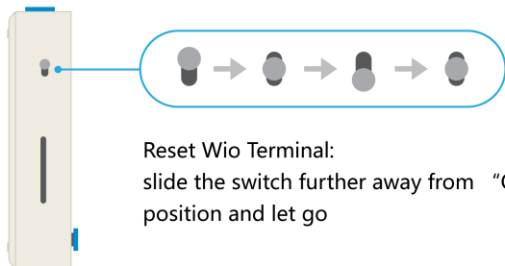 Reset Wio Terminal:
slide the switch further away from
position and let go